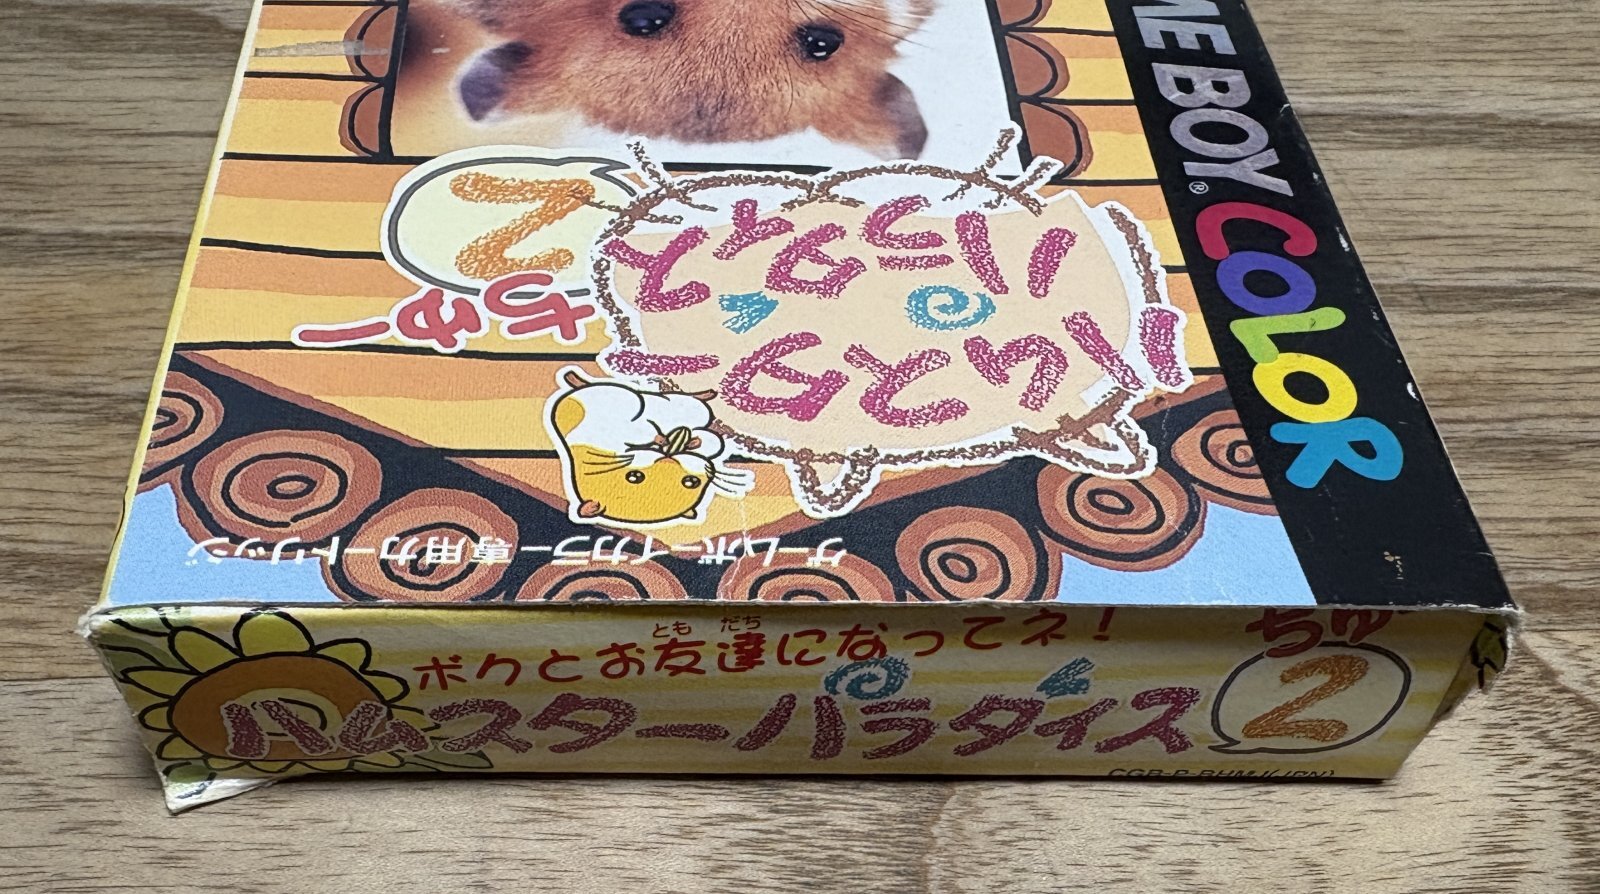 GAME BOY® COLOR
ハムスター
パラダイス
2
ちゅー
ゲームボーイカラー専用カートリッジ
ボクとお友達になってネ!
とも だち
ハムスターパラダイス2
ちゅー